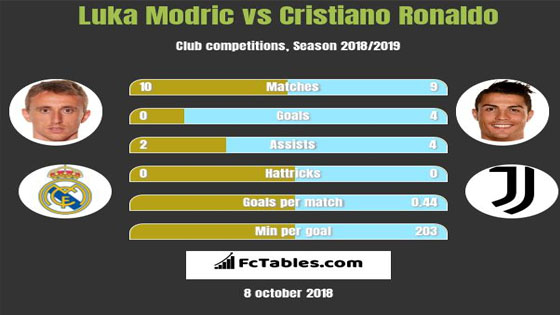 Luka Modric vs Cristiano Ronaldo
Club competitions, Season 2018/2019
10 Matches 9
0 Goals 4
2 Assists 4
0 Hattricks 0
Goals per match 0.44
Min per goal 203
FcTables.com
8 october 2018